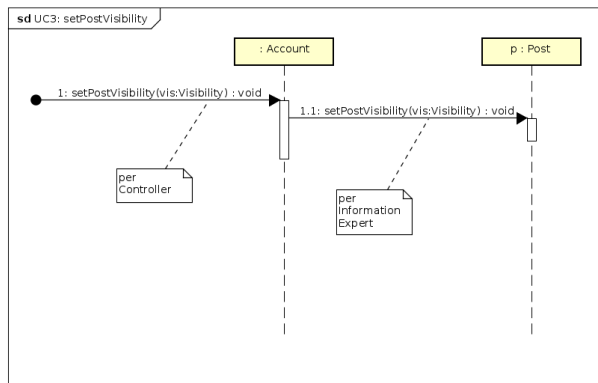 sd UC3: setPostVisibility
: Account
p : Post
1: setPostVisibility(vis:Visibility) : void
1.1: setPostVisibility(vis:Visibility) : void
per
Controller
per
Information
Expert